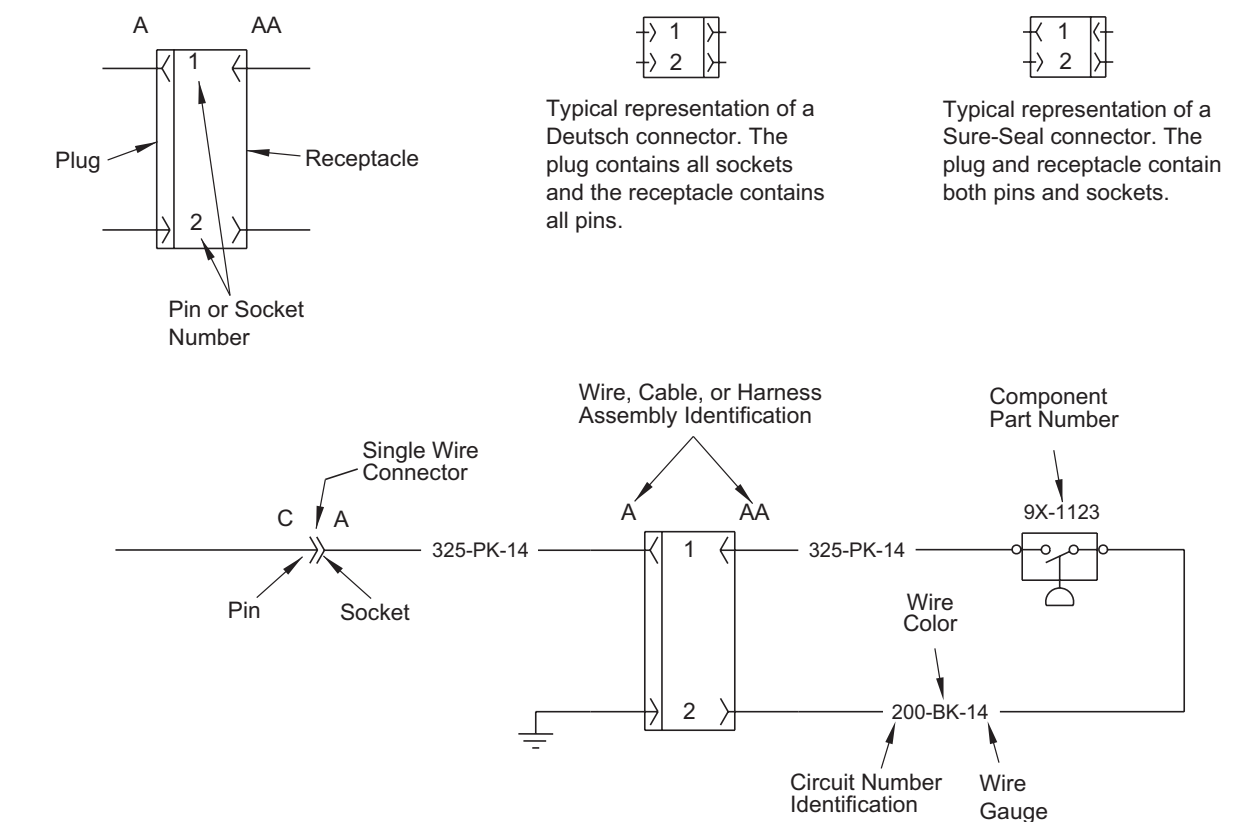 A AA
1
2
Plug
Receptacle
Pin or Socket
Number
1
2
Typical representation of a
Deutsch connector. The
plug contains all sockets
and the receptacle contains
all pins.
1
2
Typical representation of a
Sure-Seal connector. The
plug and receptacle contain
both pins and sockets.
Wire, Cable, or Harness
Assembly Identification
Component
Part Number
Single Wire
Connector
C A
A AA
9X-1123
325-PK-14
1
325-PK-14
Pin
Socket
Wire
Color
2
200-BK-14
Circuit Number
Identification
Wire
Gauge